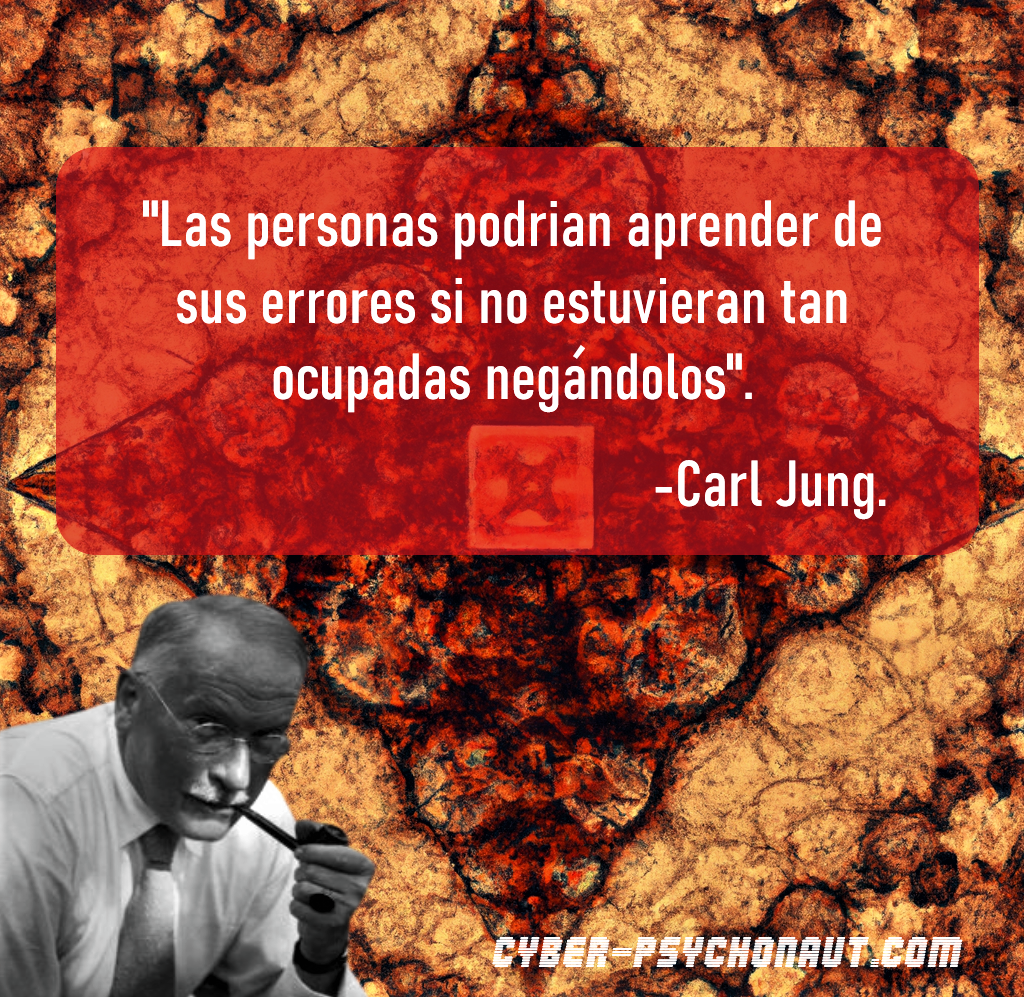 "Las personas podrian aprender de
sus errores si no estuvieran tan
ocupadas negándolos".
-Carl Jung.
CYBER-PSYCHONAUT.COM